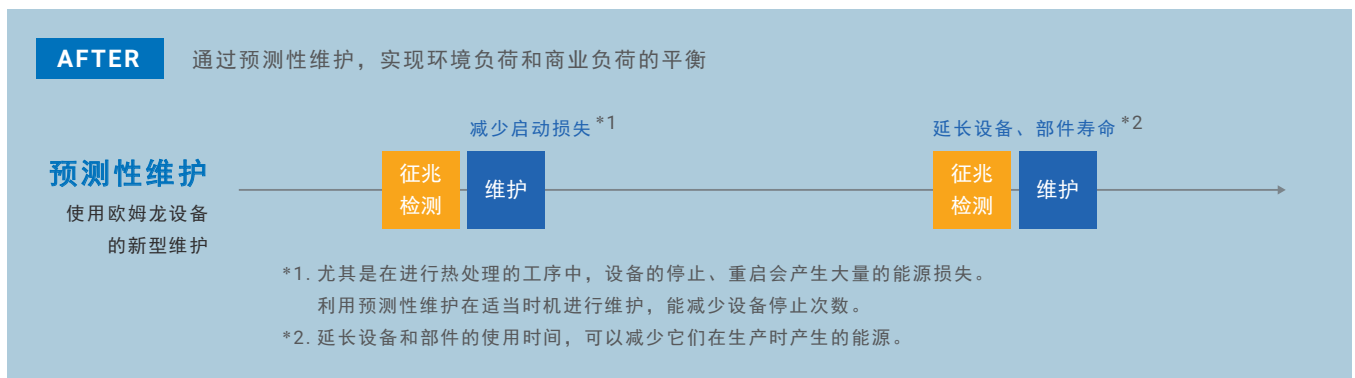 AFTER 通过预测性维护，实现环境负荷和商业负荷的平衡
减少启动损失*1 延长设备、部件寿命*2
预测性维护
使用欧姆龙设备
的新型维护
征兆
检测
维护
征兆
检测
维护
*1. 尤其是在进行热处理的工序中，设备的停止、重启会产生大量的能源损失。
利用预测性维护在适当时机进行维护，能减少设备停止次数。
*2. 延长设备和部件的使用时间，可以减少它们在生产时产生的能源。